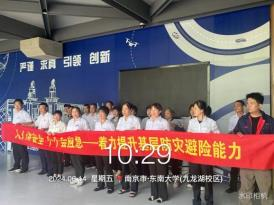 严谨 求真 引领 创新
人人讲安全 个个会应急——着力提升基层防灾避险能力
10:29
2024.06.14 星期五 南京市·东南大学(九龙湖校区)
水印相机